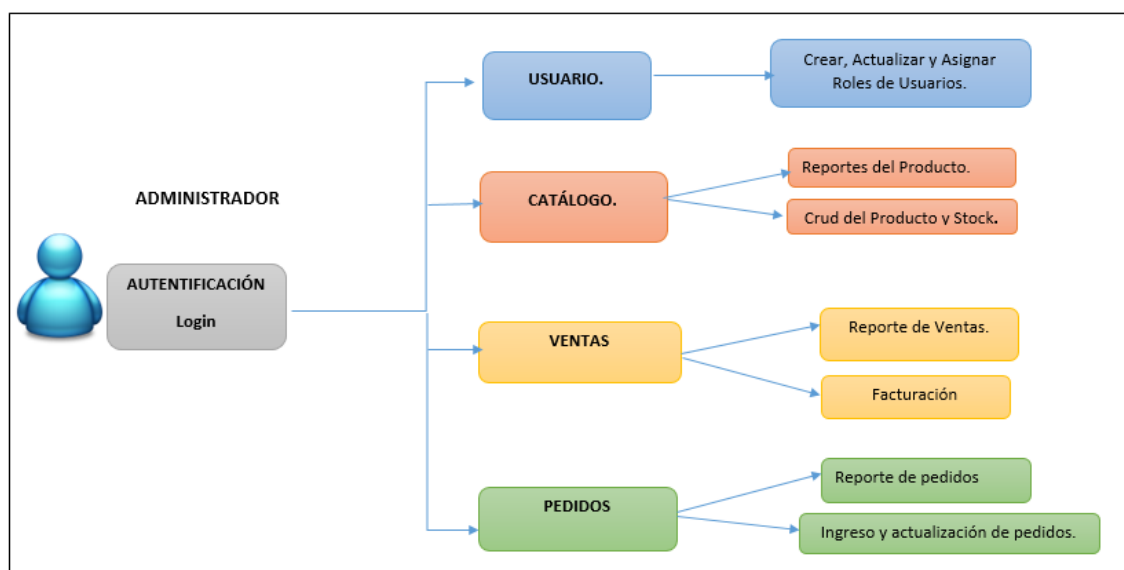 ADMINISTRADOR
AUTENTIFICACIÓN
Login
USUARIO.
Crear, Actualizar y Asignar
Roles de Usuarios.
CATÁLOGO.
Reportes del Producto.
Crud del Producto y Stock.
VENTAS
Reporte de Ventas.
Facturación
PEDIDOS
Reporte de pedidos
Ingreso y actualización de pedidos.